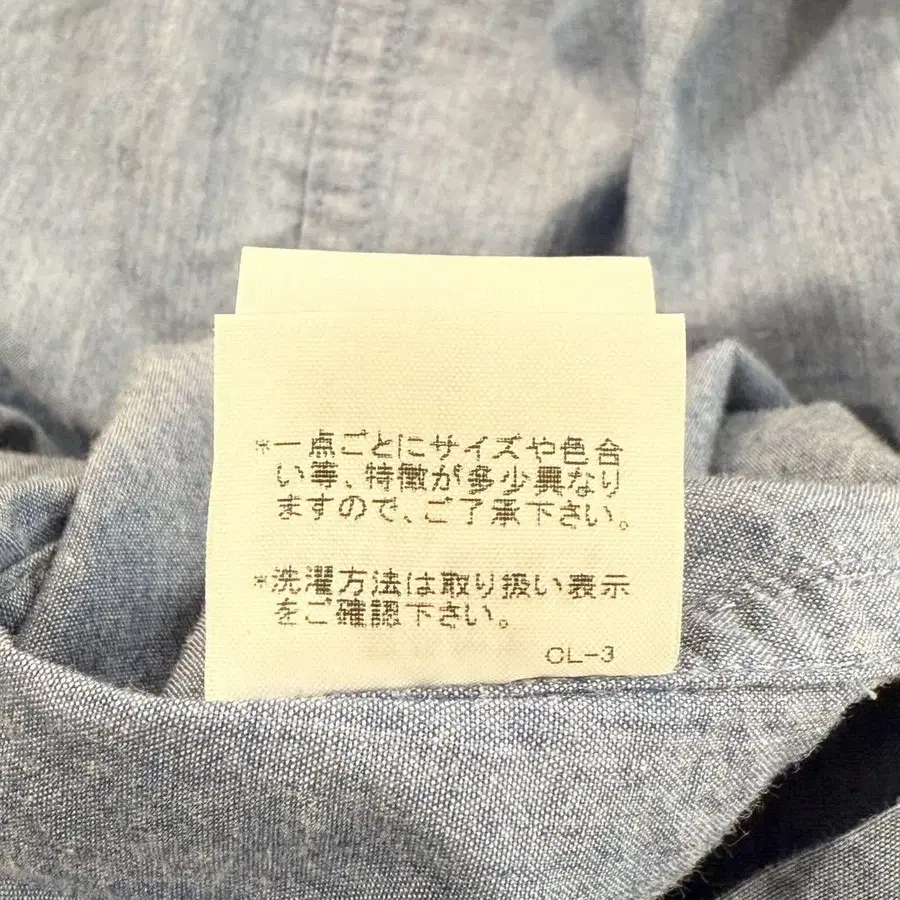 *一点ごとにサイズや色合
い等、特徴が多少異なり
ますので、ご了承下さい。
*洗濯方法は取り扱い表示
をご確認下さい。
CL-3